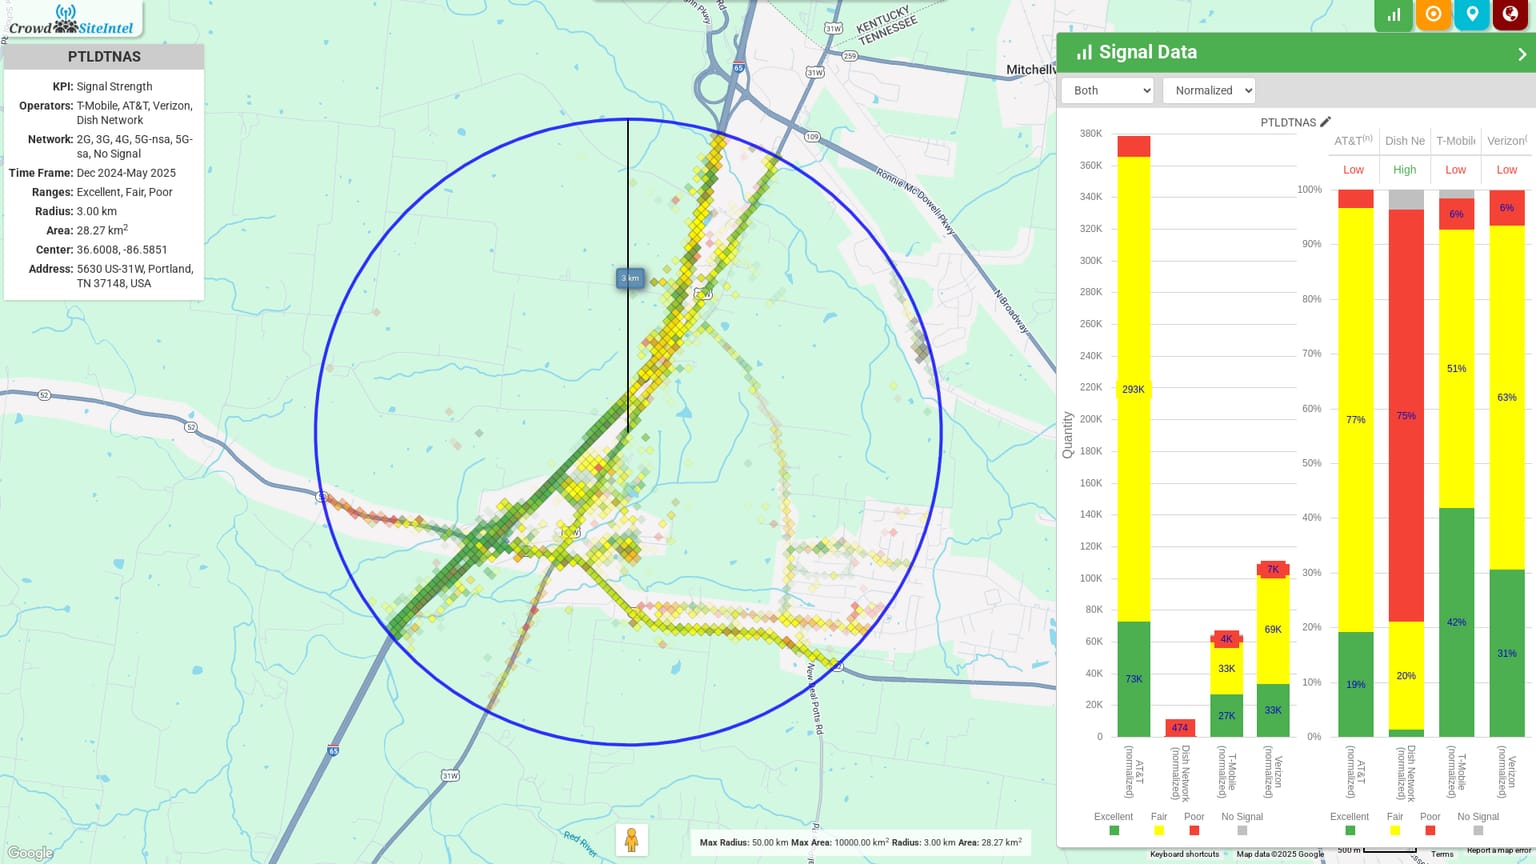 CrowdSiteIntel
PTLDTNAS
KPI: Signal Strength
Operators: T-Mobile, AT&T, Verizon,
Dish Network
Network: 2G, 3G, 4G, 5G-nsa, 5G-
sa, No Signal
Time Frame: Dec 2024-May 2025
Ranges: Excellent, Fair, Poor
Radius: 3.00 km
Area: 28.27 km²
Center: 36.6008, -86.5851
Address: 5630 US-31W, Portland,
TN 37148, USA
KENTUCKY
TENNESSEE
31W
259
65
31W
Mitchellv
109
Ronnie McDowell Pkwy
N Broadway
3 km
52
52
New Deal Potts Rd
65
31W
Red River
Google
Max Radius: 50.00 km Max Area: 10000.00 km² Radius: 3.00 km Area: 28.27 km²
Keyboard shortcuts
Map data ©2025 Google
500 m
Terms
Report a map error
Signal Data
Both
Normalized
PTLDTNAS
Quantity
380K
360K
340K
320K
300K
280K
260K
240K
220K
200K
180K
160K
140K
120K
100K
80K
60K
40K
20K
0
293K
73K
474
4K
33K
27K
7K
69K
33K
AT&T
(normalized)
Dish Network
(normalized)
T-Mobile
(normalized)
Verizon
(normalized)
Excellent
Fair
Poor
No Signal
AT&T(n)
Dish Ne
T-Mobile
Verizon(
Low
High
Low
Low
100%
90%
80%
70%
60%
50%
40%
30%
20%
10%
0%
77%
19%
75%
20%
6%
51%
42%
6%
63%
31%
AT&T
(normalized)
Dish Network
(normalized)
T-Mobile
(normalized)
Verizon
(normalized)
Excellent
Fair
Poor
No Signal